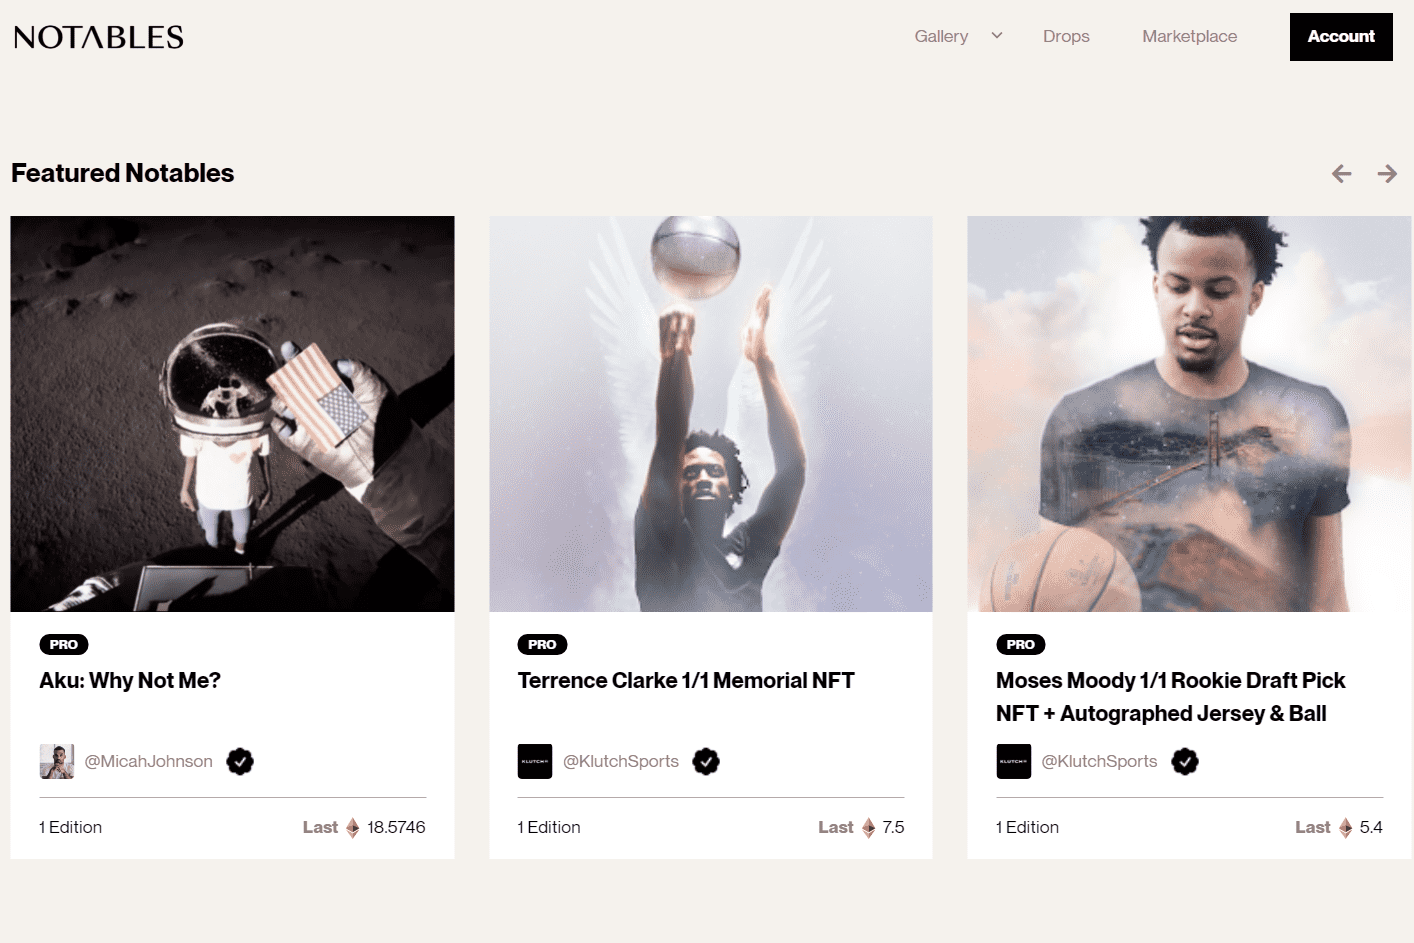 NOTABLES
Gallery
Drops
Marketplace
Account
Featured Notables
PRO
Aku: Why Not Me?
@MicahJohnson
1 Edition
Last 18.5746
PRO
Terrence Clarke 1/1 Memorial NFT
KLUTCH
@KlutchSports
1 Edition
Last 7.5
PRO
Moses Moody 1/1 Rookie Draft Pick
NFT + Autographed Jersey & Ball
KLUTCH
@KlutchSports
1 Edition
Last 5.4